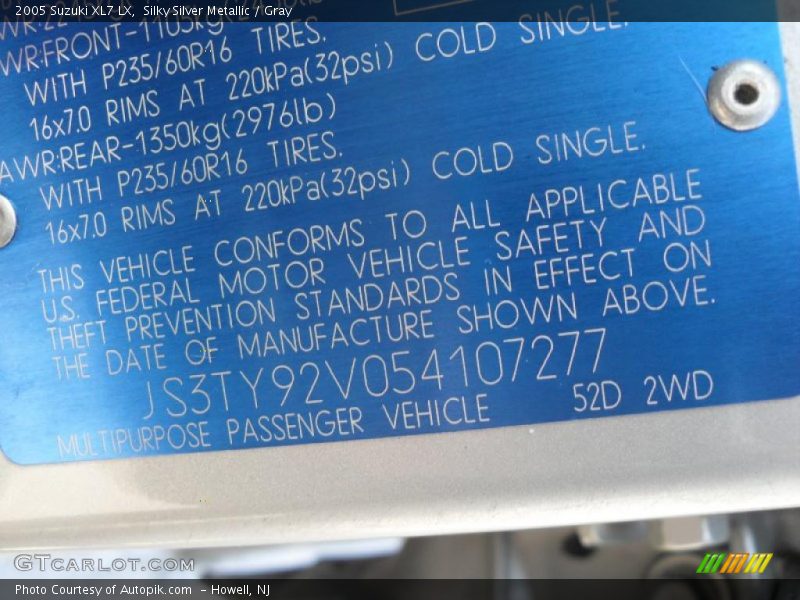 2005 Suzuki XL7 LX, Silky Silver Metallic / Gray
WR:FRONT-1105kg
WITH P235/60R16 TIRES.
16x7.0 RIMS AT 220kPa(32psi) COLD SINGLE.
AWR:REAR-1350kg(2976lb)
WITH P235/60R16 TIRES.
16x7.0 RIMS AT 220kPa(32psi) COLD SINGLE.
THIS VEHICLE CONFORMS TO ALL APPLICABLE
U.S. FEDERAL MOTOR VEHICLE SAFETY AND
THEFT PREVENTION STANDARDS IN EFFECT ON
THE DATE OF MANUFACTURE SHOWN ABOVE.
JS3TY92V054107277
MULTIPURPOSE PASSENGER VEHICLE 52D 2WD
GTCARLOT.COM
Photo Courtesy of Autopik.com - Howell, NJ